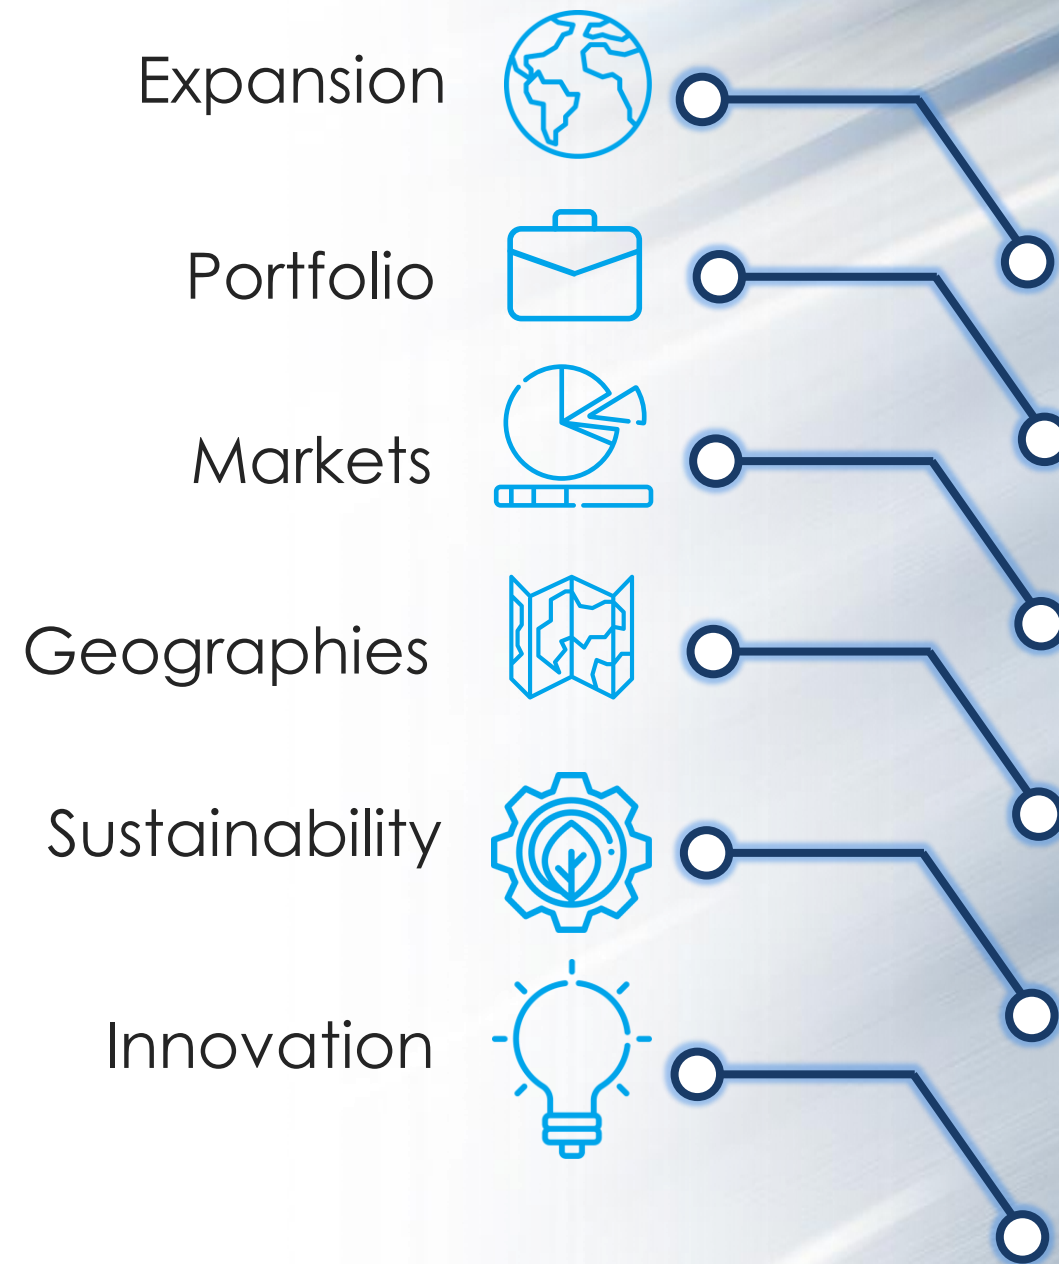 Expansion
Portfolio
Markets
Geographies
Sustainability
Innovation